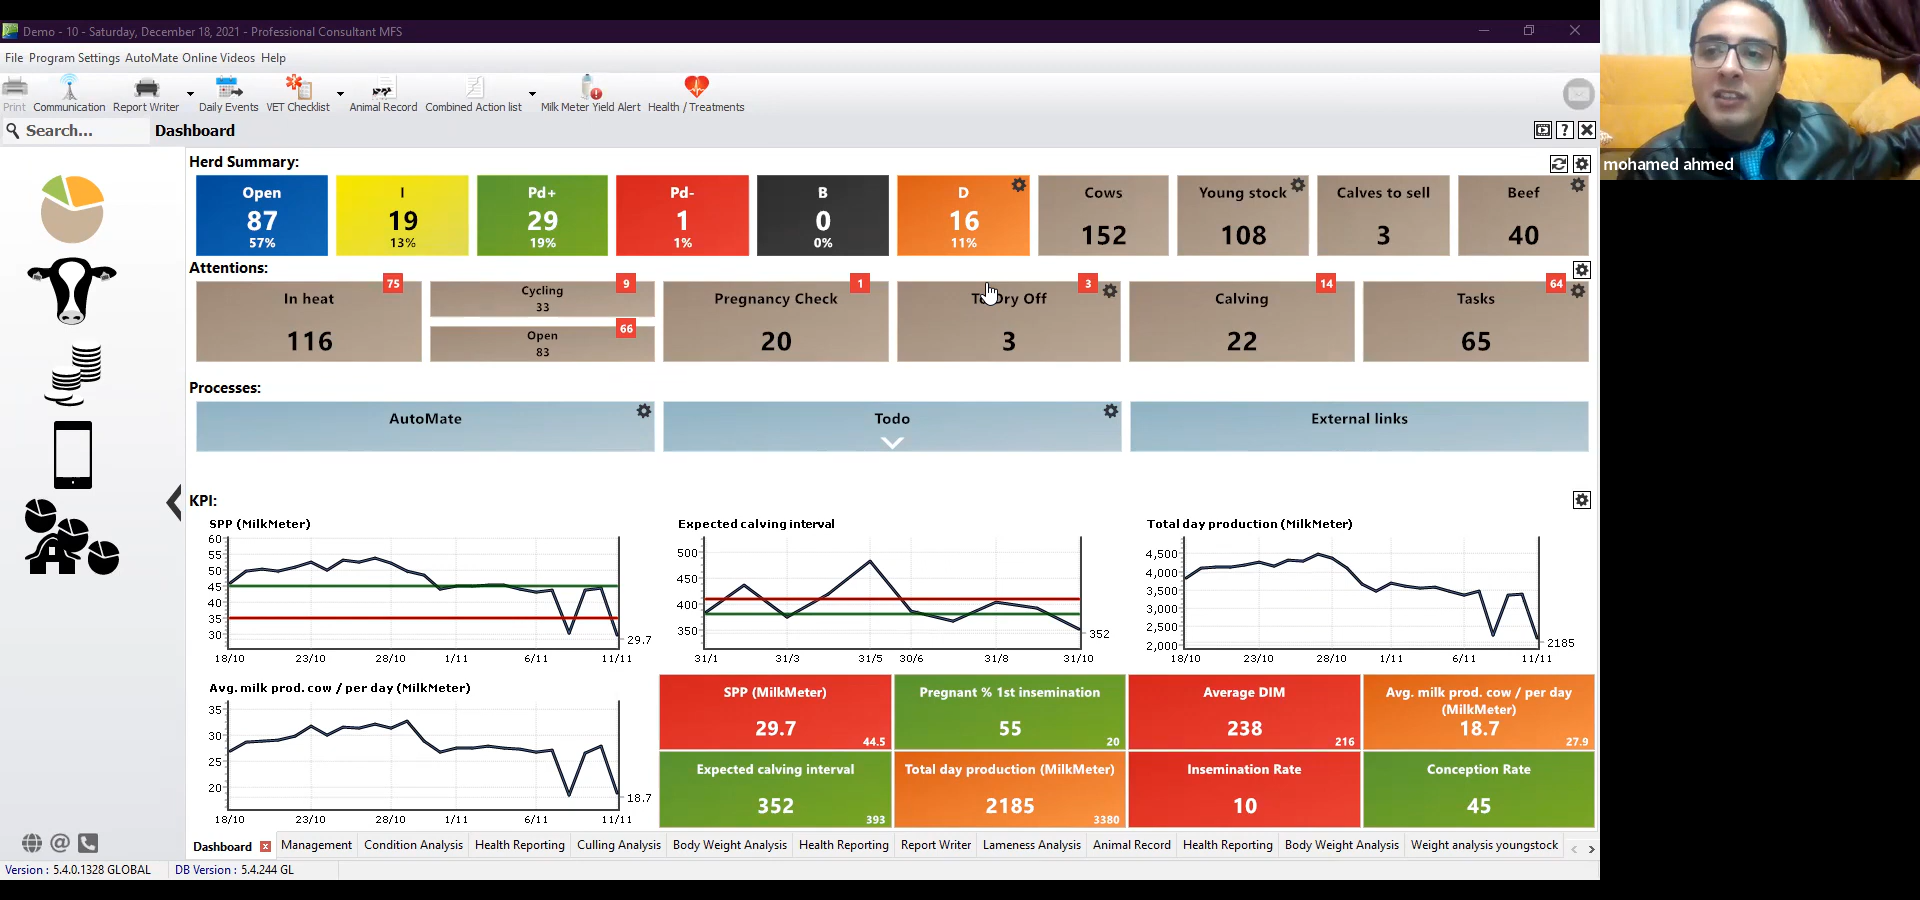 Demo - 10 - Saturday, December 18, 2021 - Professional Consultant MFS
File Program Settings AutoMate Online Videos Help
Print Communication Report Writer Daily Events VET Checklist Animal Record Combined Action list Milk Meter Yield Alert Health / Treatments
Search... Dashboard
mohamed ahmed
Herd Summary:
Open I Pd+ Pd- B D Cows Young stock Calves to sell Beef
87 19 29 1 0 16 152 108 3 40
57% 13% 19% 1% 0% 11%
Attentions:
75 9 1 3 14 64
In heat Cycling Pregnancy Check To Dry Off Calving Tasks
33
66
Open
116 83 20 3 22 65
Processes:
AutoMate Todo External links
KPI:
SPP (MilkMeter)
60
55
50
45
40
35
30
29.7
18/10 23/10 28/10 1/11 6/11 11/11
Expected calving interval
500
450
400
350
352
31/1 31/3 31/5 30/6 31/8 31/10
Total day production (MilkMeter)
4,500
4,000
3,500
3,000
2,500
2,000
2185
18/10 23/10 28/10 1/11 6/11 11/11
Avg. milk prod. cow / per day (MilkMeter)
35
30
25
20
18.7
18/10 23/10 28/10 1/11 6/11 11/11
SPP (MilkMeter)
29.7
44.5
Pregnant % 1st insemination
55
20
Average DIM
238
216
Avg. milk prod. cow / per day
(MilkMeter)
18.7
27.9
Expected calving interval
352
393
Total day production (MilkMeter)
2185
3380
Insemination Rate
10
Conception Rate
45
Dashboard Management Condition Analysis Health Reporting Culling Analysis Body Weight Analysis Health Reporting Report Writer Lameness Analysis Animal Record Health Reporting Body Weight Analysis Weight analysis youngstock
Version : 5.4.0.1328 GLOBAL DB Version : 5.4.244 GL